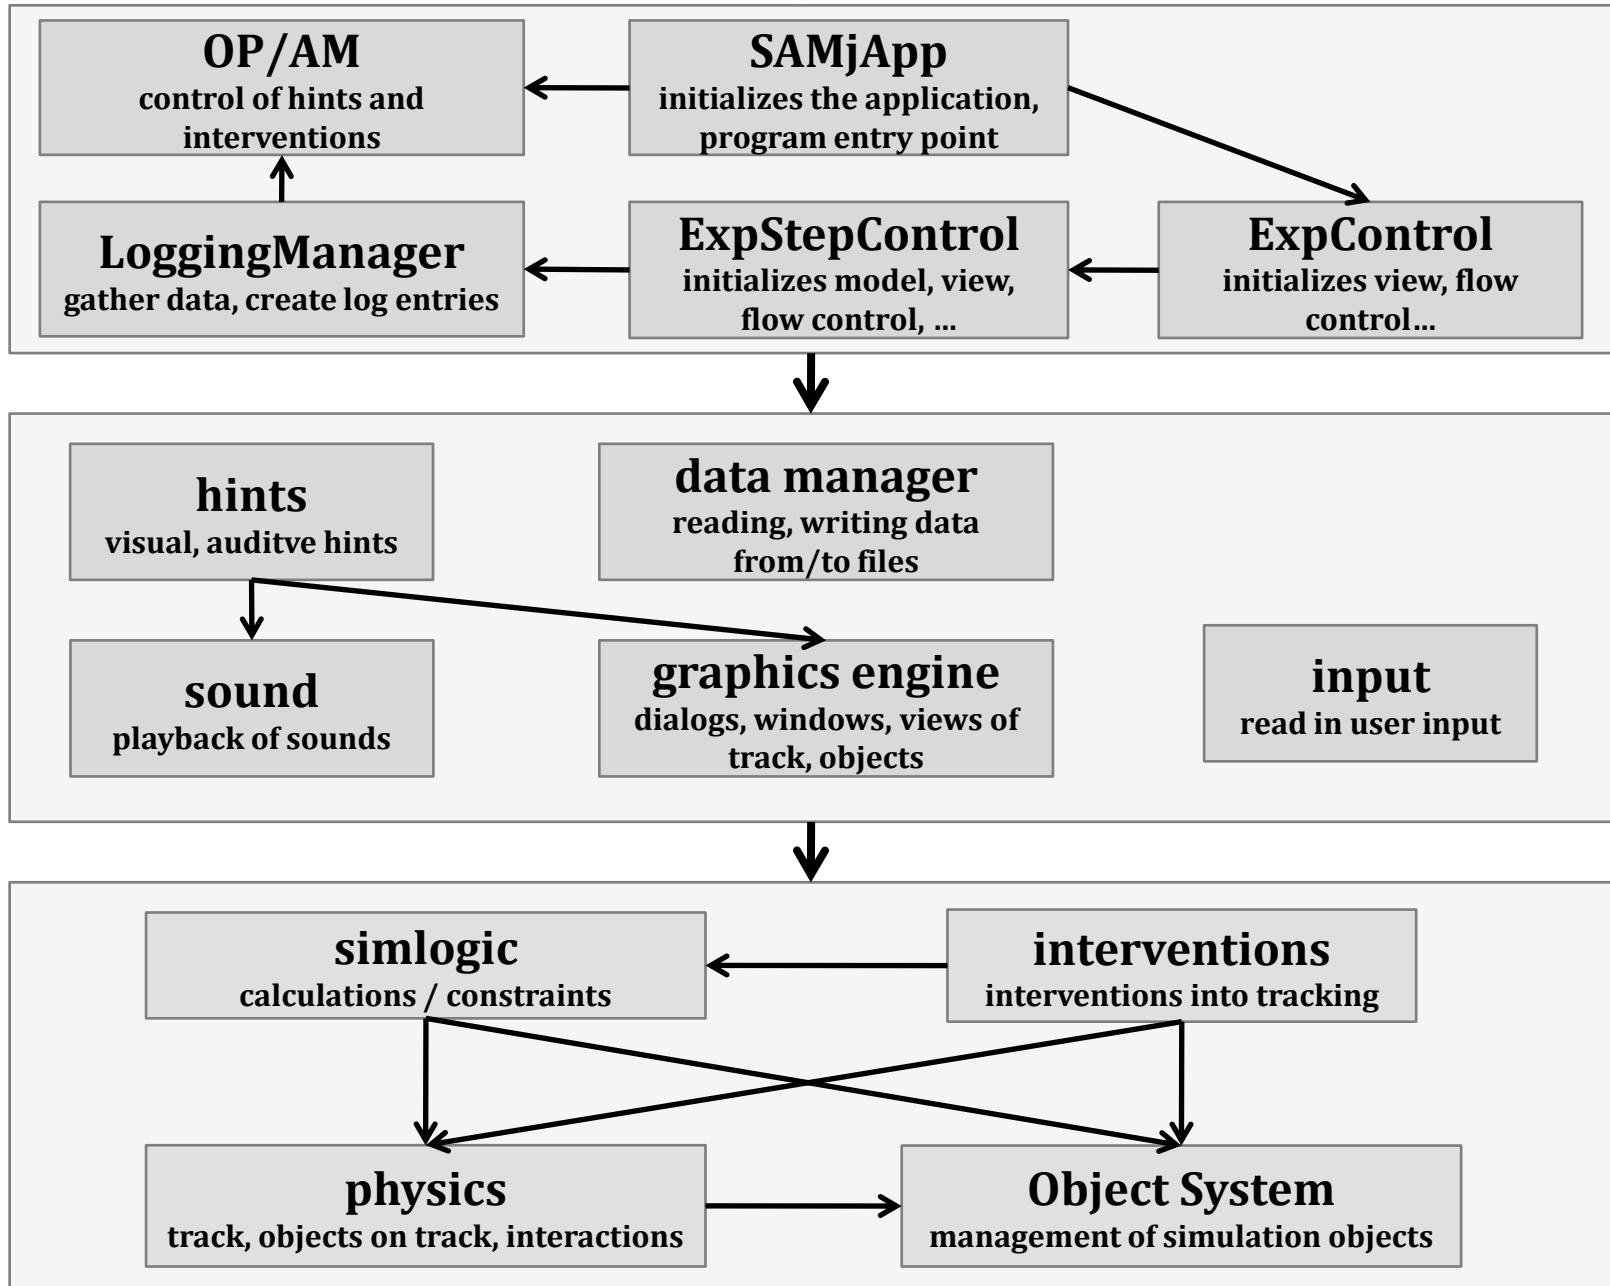 OP/AM
control of hints and
interventions
SAMjApp
initializes the application,
program entry point
LoggingManager
gather data, create log entries
ExpStepControl
initializes model, view,
flow control, ...
ExpControl
initializes view, flow
control...
hints
visual, auditve hints
data manager
reading, writing data
from/to files
sound
playback of sounds
graphics engine
dialogs, windows, views of
track, objects
input
read in user input
simlogic
calculations / constraints
interventions
interventions into tracking
physics
track, objects on track, interactions
Object System
management of simulation objects